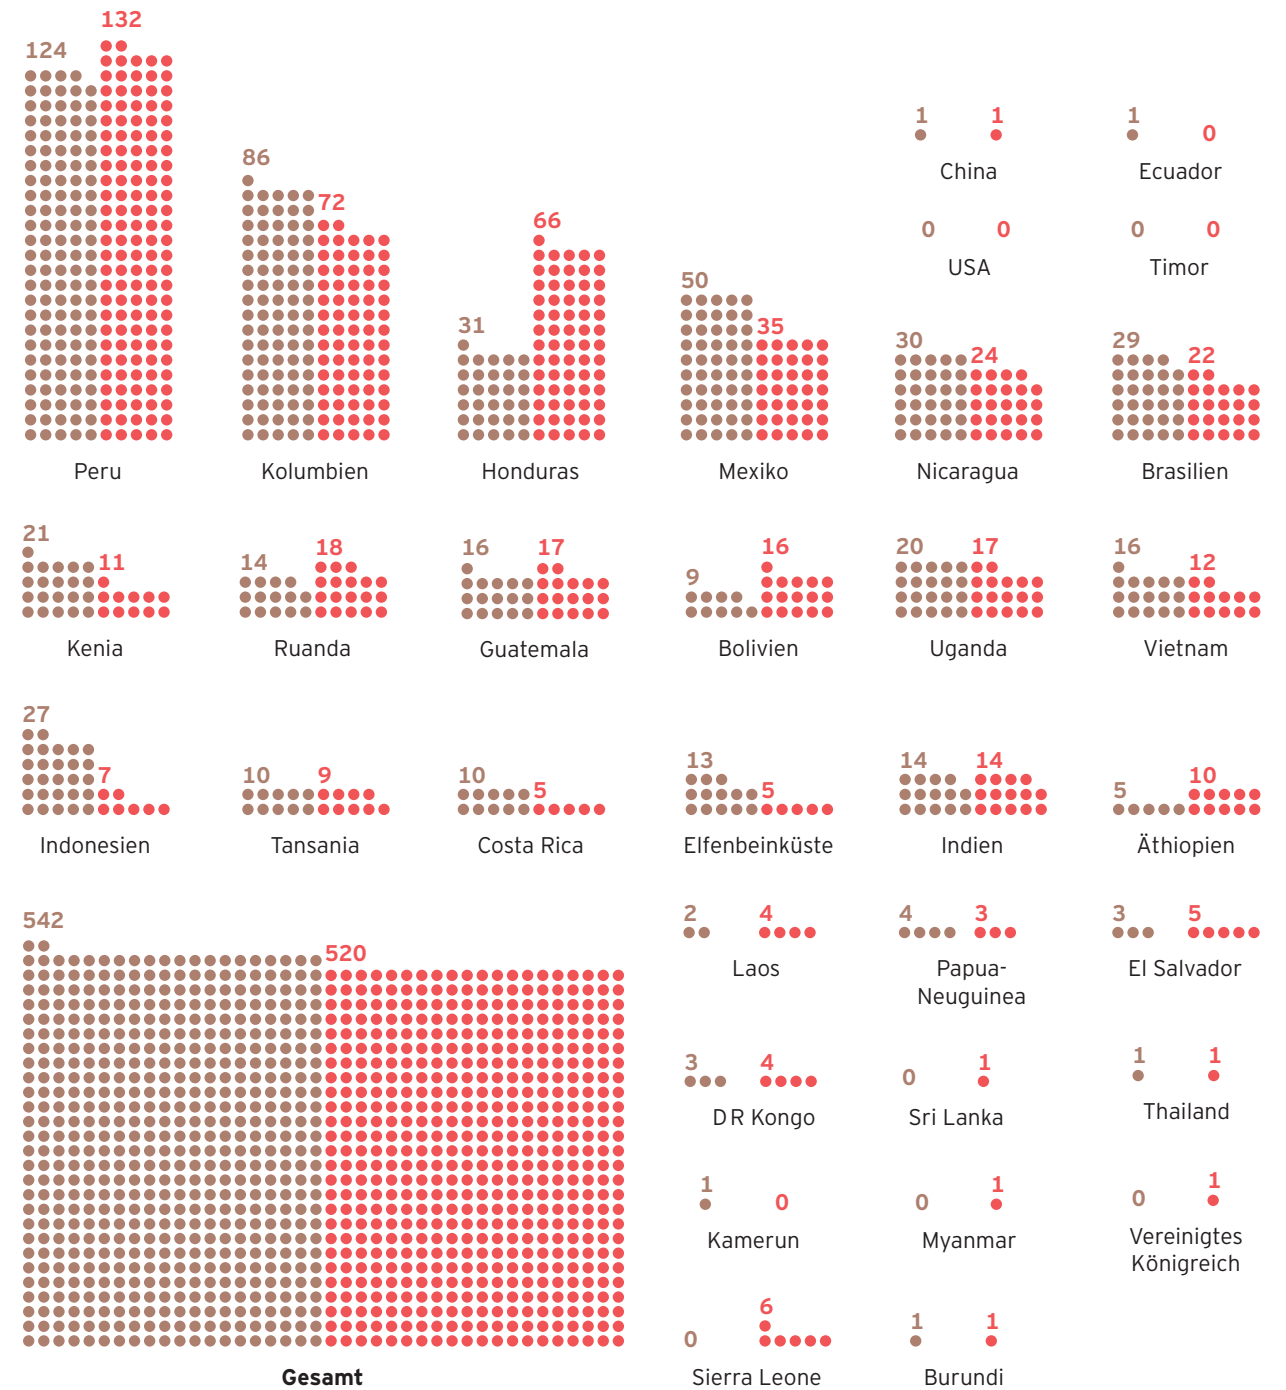 132
124
86
72
31
66
50
35
1
1
China
1
0
Ecuador
0
0
USA
0
0
Timor
30
24
29
22
Peru
Kolumbien
Honduras
Mexiko
Nicaragua
Brasilien
21
11
14
18
16
17
9
16
20
17
16
12
Kenia
Ruanda
Guatemala
Bolivien
Uganda
Vietnam
27
7
10
9
10
5
13
5
14
14
5
10
Indonesien
Tansania
Costa Rica
Elfenbeinküste
Indien
Äthiopien
542
520
Gesamt
2
4
Laos
4
3
Papua-
Neuguinea
3
5
El Salvador
3
4
DR Kongo
0
1
Sri Lanka
1
1
Thailand
1
0
Kamerun
0
1
Myanmar
0
1
Vereinigtes
Königreich
0
6
Sierra Leone
1
1
Burundi